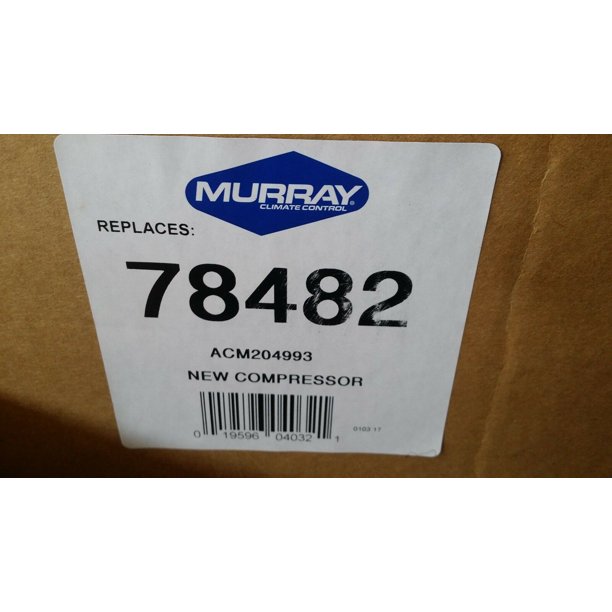 MURRAY®
CLIMATE CONTROL
REPLACES:
78482
ACM204993
NEW COMPRESSOR
0 19596 04032 1
0103 17